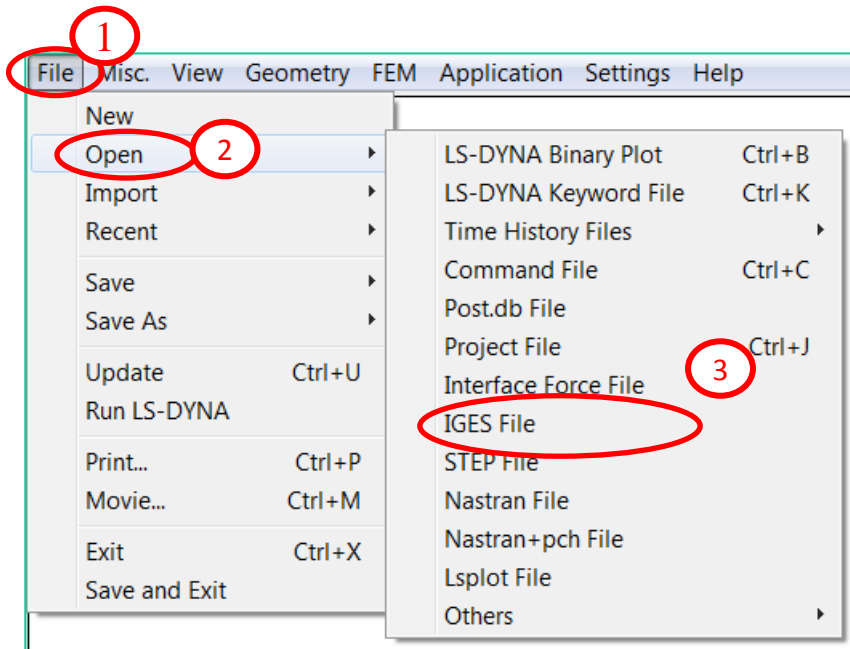 1
File Misc. View Geometry FEM Application Settings Help
New
Open 2
Import
Recent
Save
Save As
Update Ctrl+U
Run LS-DYNA
Print... Ctrl+P
Movie... Ctrl+M
Exit Ctrl+X
Save and Exit
LS-DYNA Binary Plot Ctrl+B
LS-DYNA Keyword File Ctrl+K
Time History Files
Command File Ctrl+C
Post.db File
Project File Ctrl+J
3
Interface Force File
IGES File
STEP File
Nastran File
Nastran+pch File
Lsplot File
Others